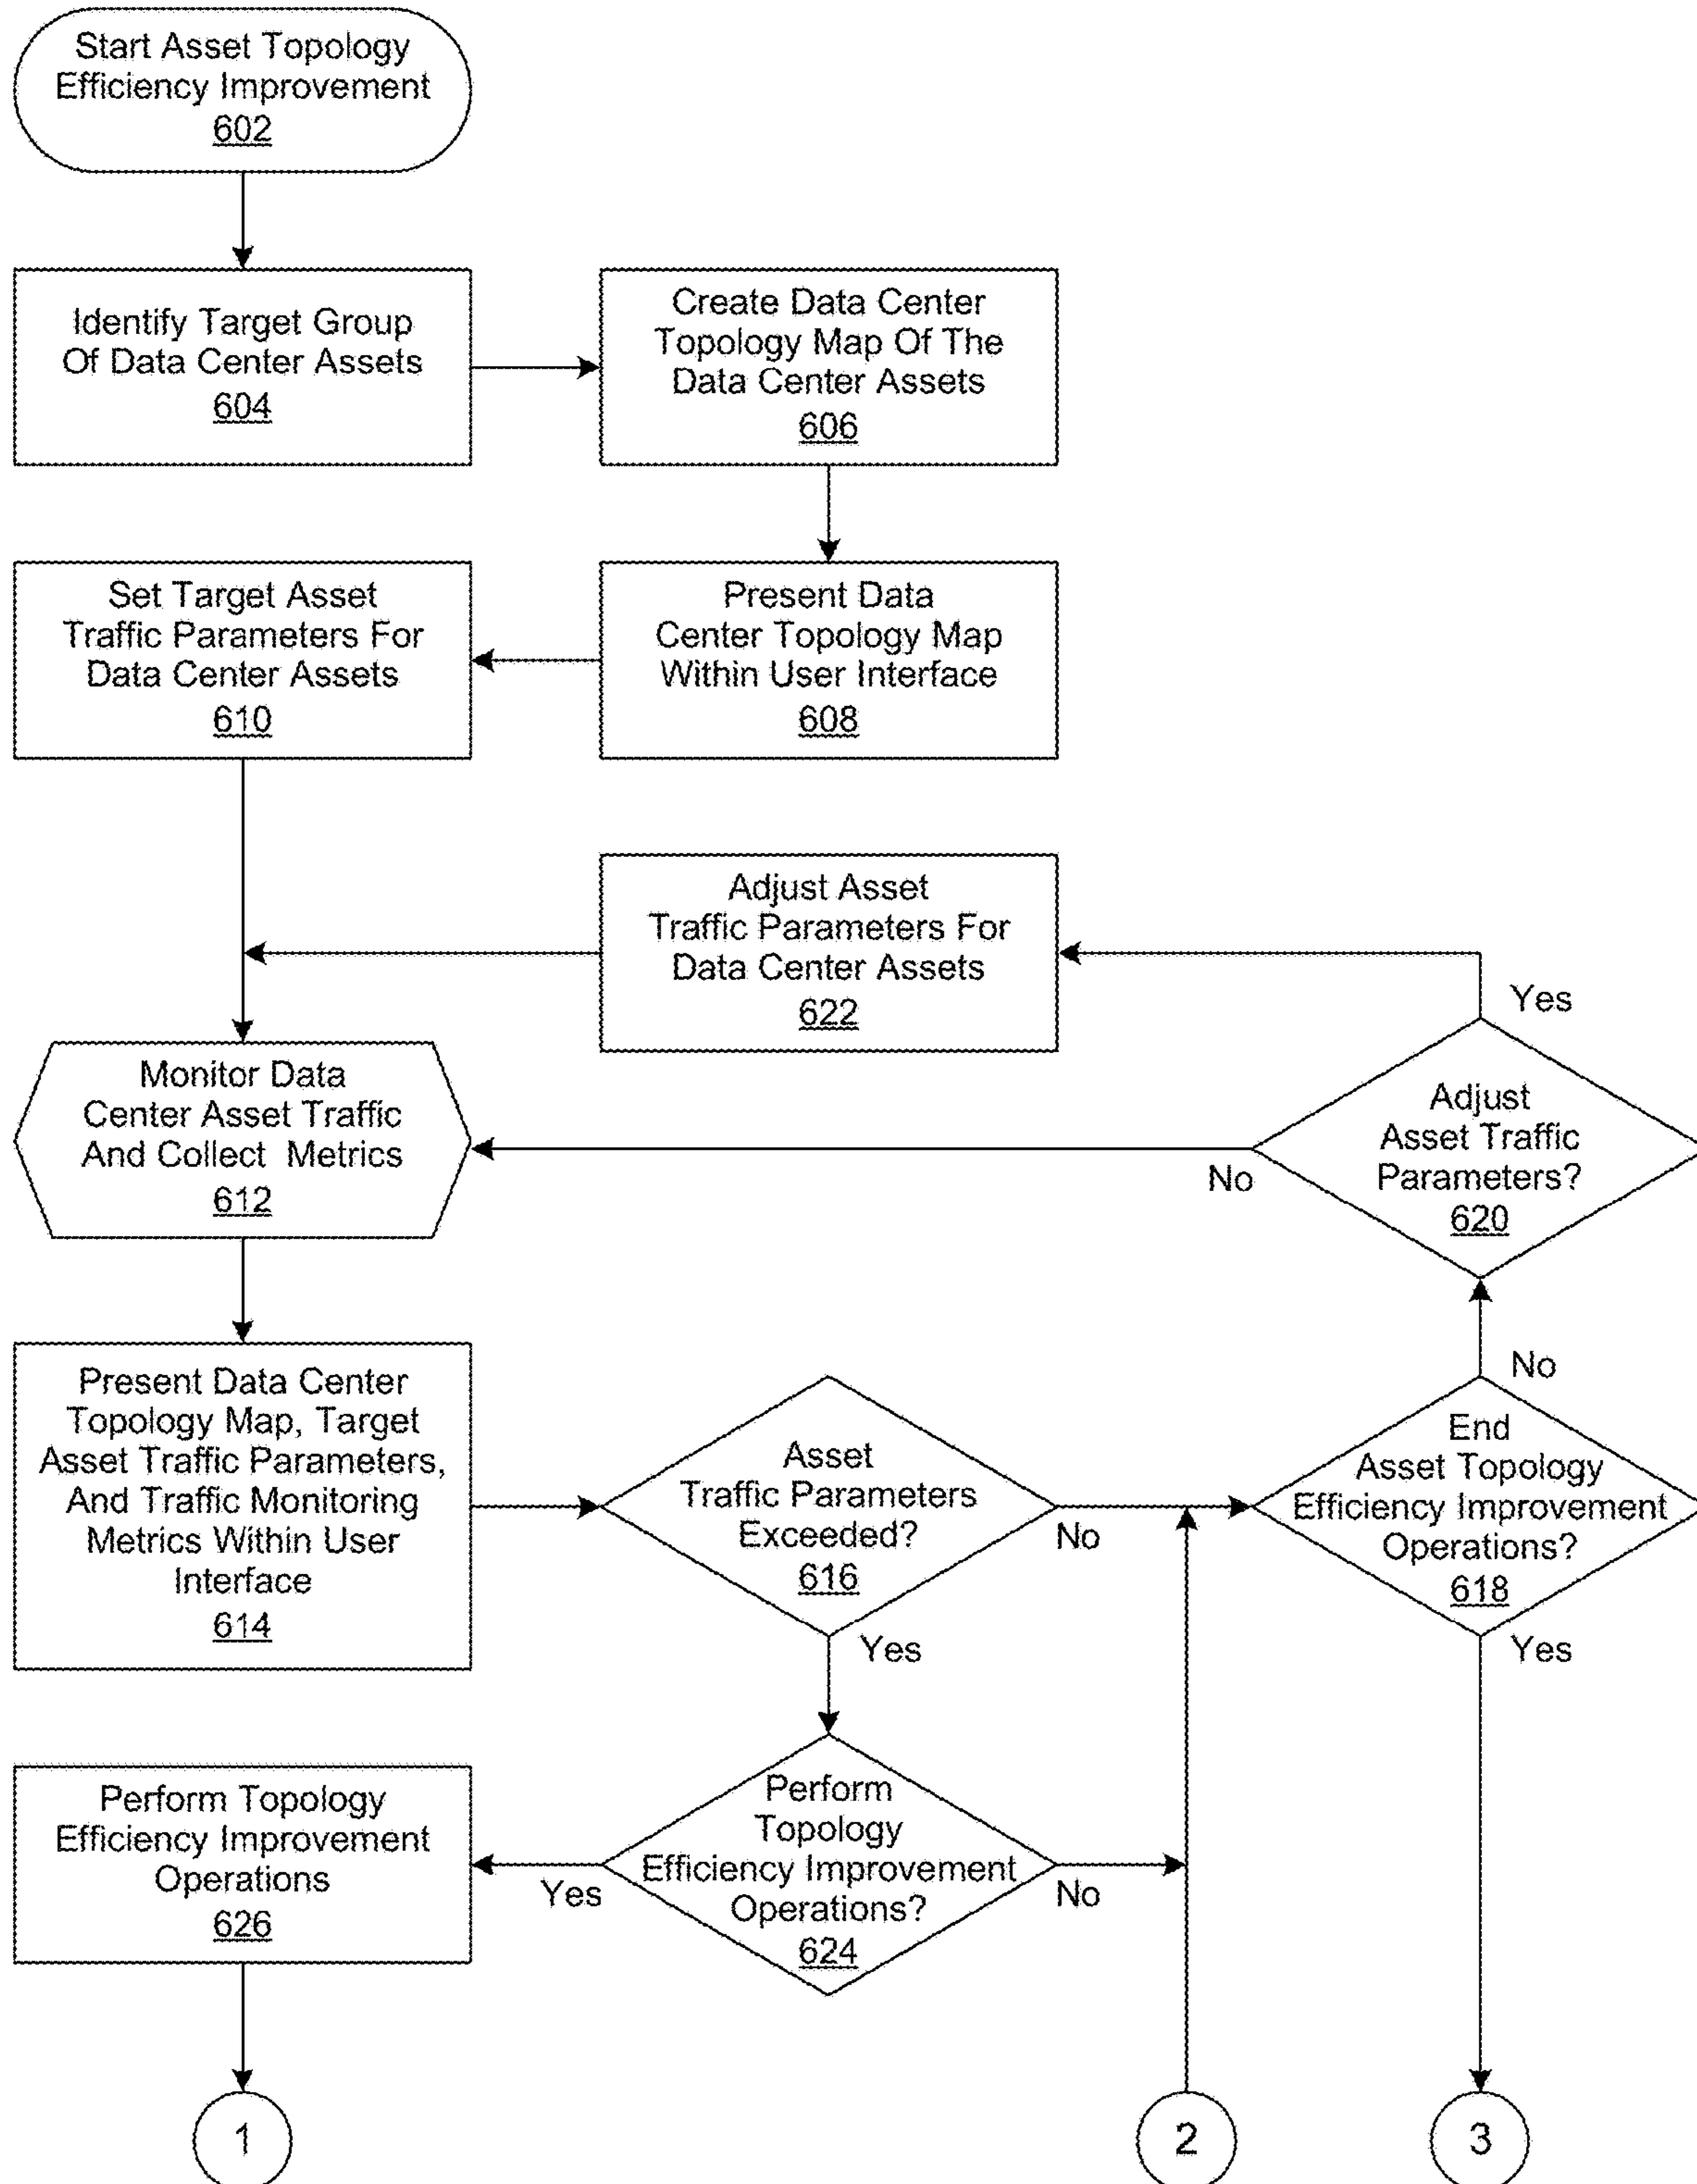 Start Asset Topology
Efficiency Improvement
602
Identify Target Group
Of Data Center Assets
604
Create Data Center
Topology Map Of The
Data Center Assets
606
Set Target Asset
Traffic Parameters For
Data Center Assets
610
Present Data
Center Topology Map
Within User Interface
608
Adjust Asset
Traffic Parameters For
Data Center Assets
622
Yes
Monitor Data
Center Asset Traffic
And Collect Metrics
612
Adjust
Asset Traffic
Parameters?
620
No
No
Present Data Center
Topology Map, Target
Asset Traffic Parameters,
And Traffic Monitoring
Metrics Within User
Interface
614
Asset
Traffic Parameters
Exceeded?
616
No
Yes
End
Asset Topology
Efficiency Improvement
Operations?
618
Yes
Perform Topology
Efficiency Improvement
Operations
626
Perform
Topology
Efficiency Improvement
Operations?
624
Yes
No
1
2
3